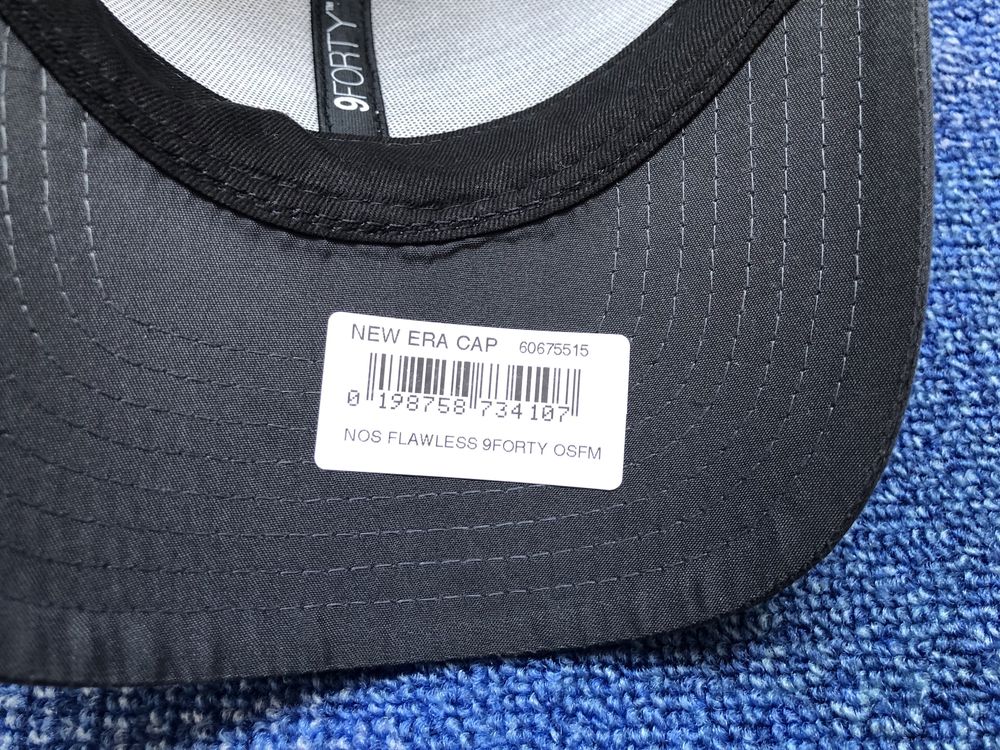 9FORTY™
NEW ERA CAP 60675515
0 198758 734107
NOS FLAWLESS 9FORTY OSFM